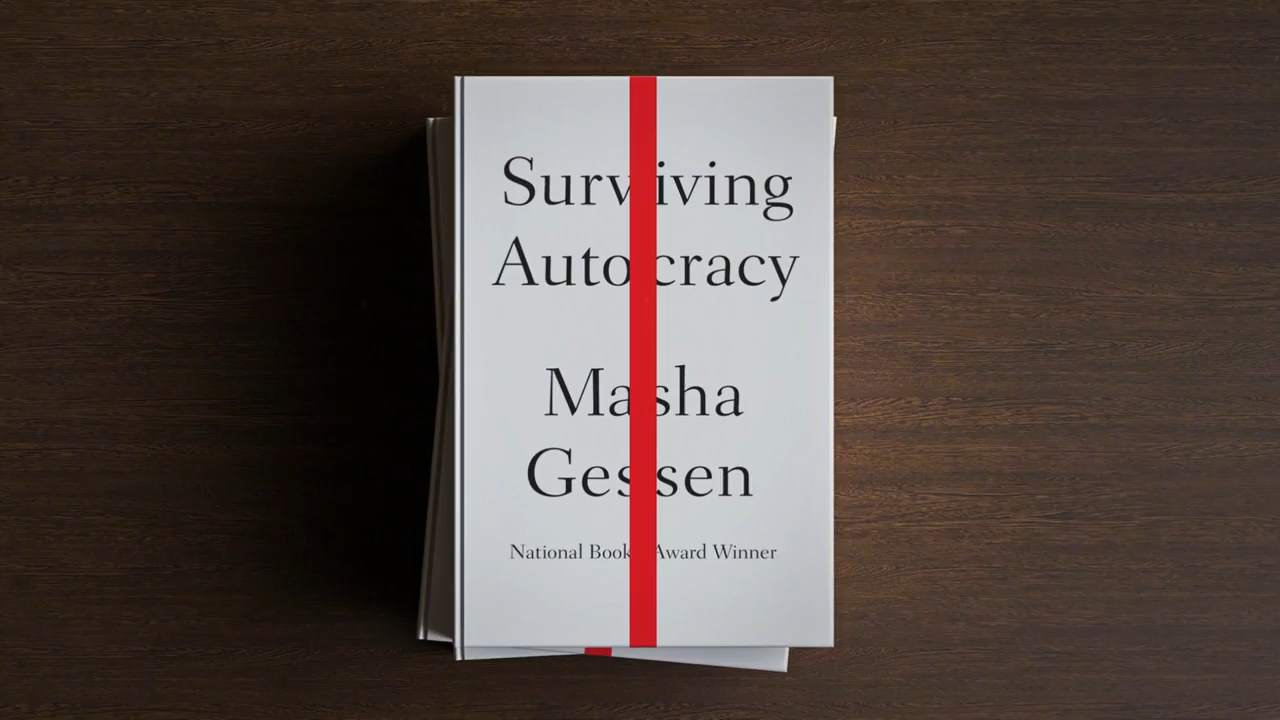 Surviving
Autocracy
Masha
Gessen
National Book Award Winner